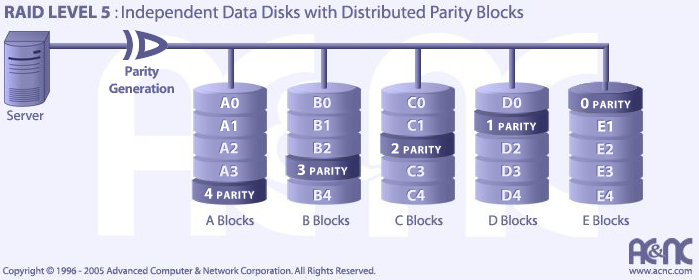 RAID LEVEL 5 : Independent Data Disks with Distributed Parity Blocks
Parity
Generation
Server
A0
A1
A2
A3
4 PARITY
A Blocks
B0
B1
B2
3 PARITY
B4
B Blocks
C0
C1
2 PARITY
C3
C4
C Blocks
D0
1 PARITY
D2
D3
D4
D Blocks
0 PARITY
E1
E2
E3
E4
E Blocks
AC&NC
Copyright © 1996 - 2005 Advanced Computer & Network Corporation. All Rights Reserved.
www.acnc.com